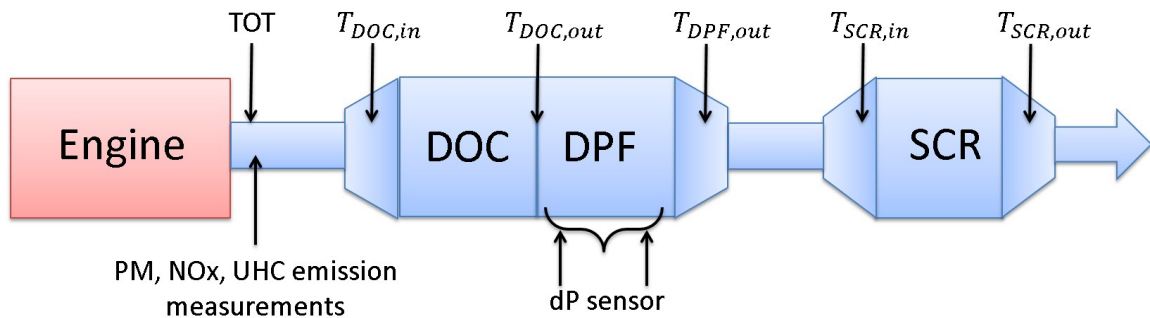 TOT
T_{DOC,in}
T_{DOC,out}
T_{DPF,out}
T_{SCR,in}
T_{SCR,out}
Engine
DOC
DPF
SCR
PM, NOx, UHC emission
measurements
dP sensor